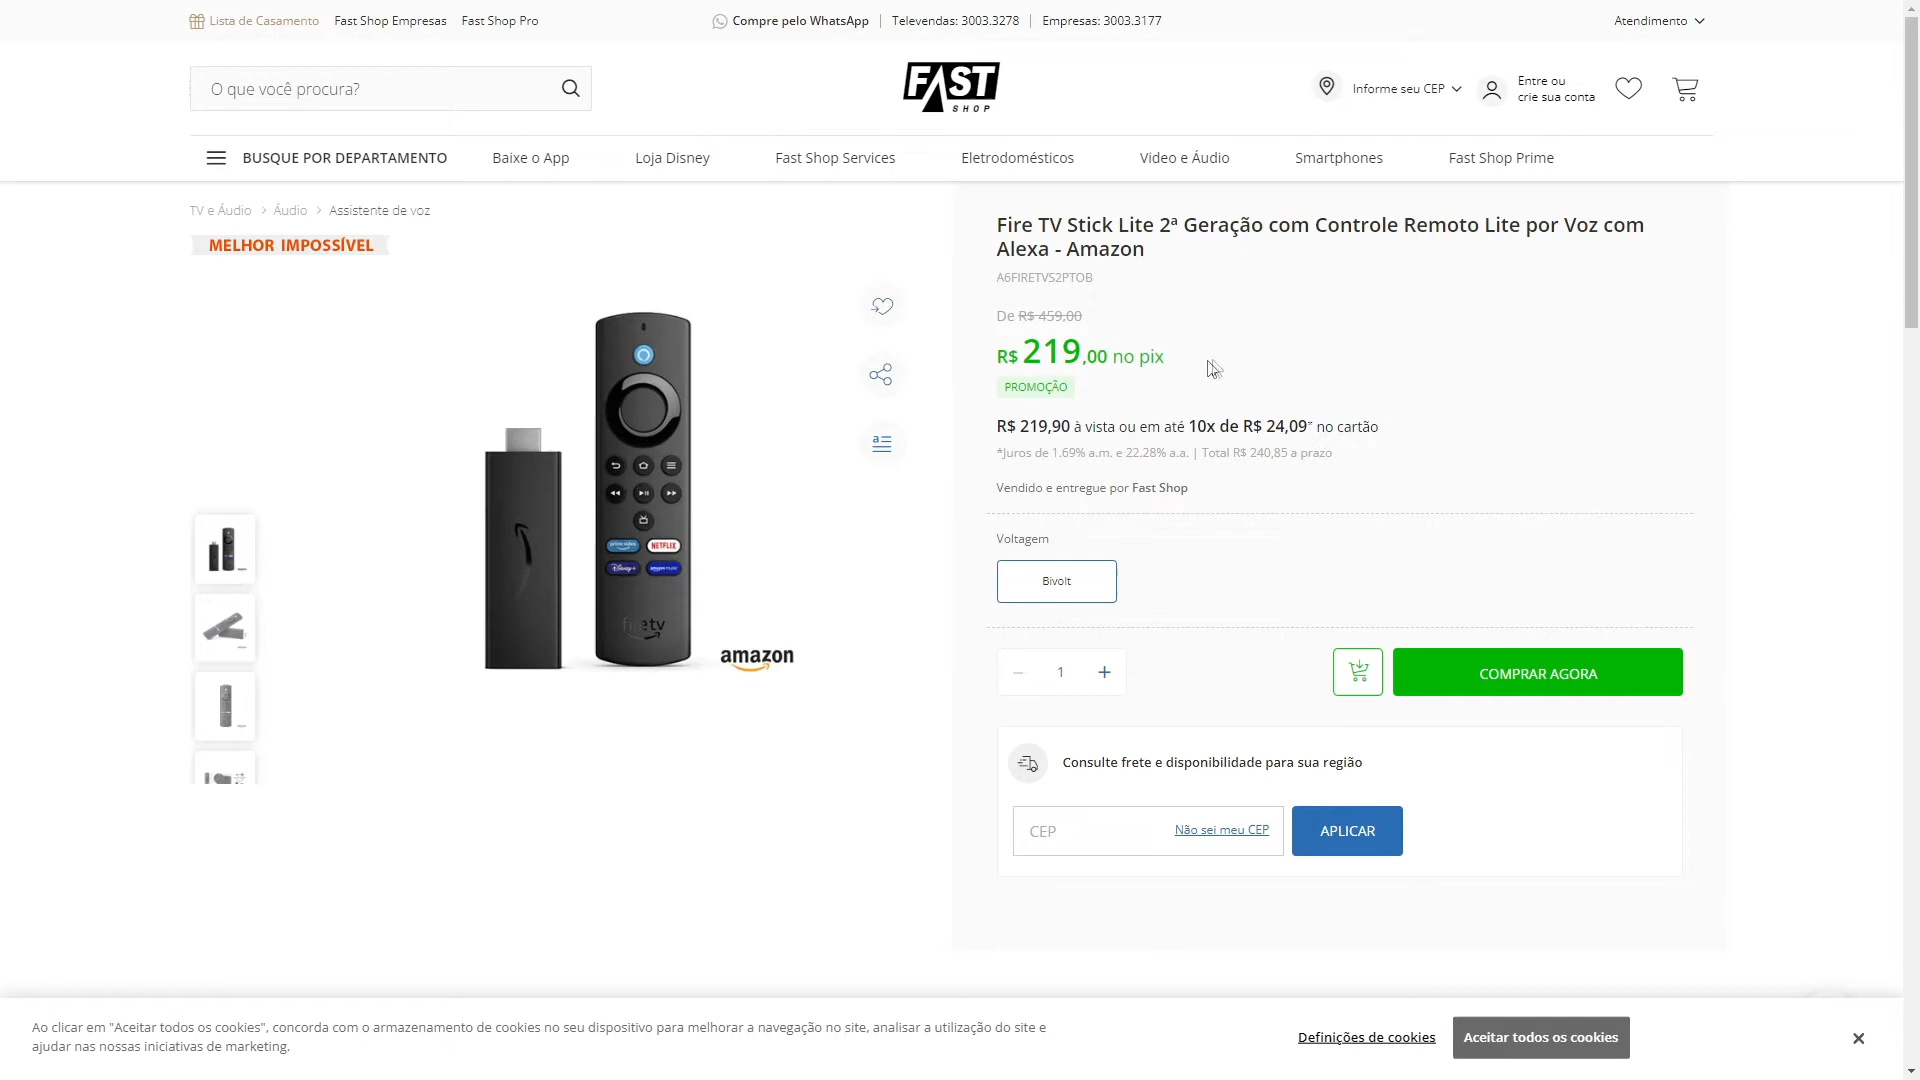 Lista de Casamento Fast Shop Empresas Fast Shop Pro Compre pelo WhatsApp Televendas: 3003.3278 Empresas: 3003.3177 Atendimento
O que você procura?
FAST SHOP
Informe seu CEP
Entre ou
crie sua conta
BUSQUE POR DEPARTAMENTO Baixe o App Loja Disney Fast Shop Services Eletrodomésticos Video e Áudio Smartphones Fast Shop Prime
TV e Áudio Áudio Assistente de voz
MELHOR IMPOSSÍVEL
prime video NETFLIX
Disney+ amazon music
fire tv
amazon
Fire TV Stick Lite 2ª Geração com Controle Remoto Lite por Voz com
Alexa - Amazon
A6FIRETVS2PTOB
De R$ 459,00
R$ 219,00 no pix
PROMOÇÃO
R$ 219,90 à vista ou em até 10x de R$ 24,09* no cartão
*Juros de 1.69% a.m. e 22.28% a.a. | Total R$ 240,85 a prazo
Vendido e entregue por Fast Shop
Voltagem
Bivolt
1
COMPRAR AGORA
Consulte frete e disponibilidade para sua região
CEP Não sei meu CEP APLICAR
Ao clicar em "Aceitar todos os cookies", concorda com o armazenamento de cookies no seu dispositivo para melhorar a navegação no site, analisar a utilização do site e
ajudar nas nossas iniciativas de marketing.
Definições de cookies Aceitar todos os cookies